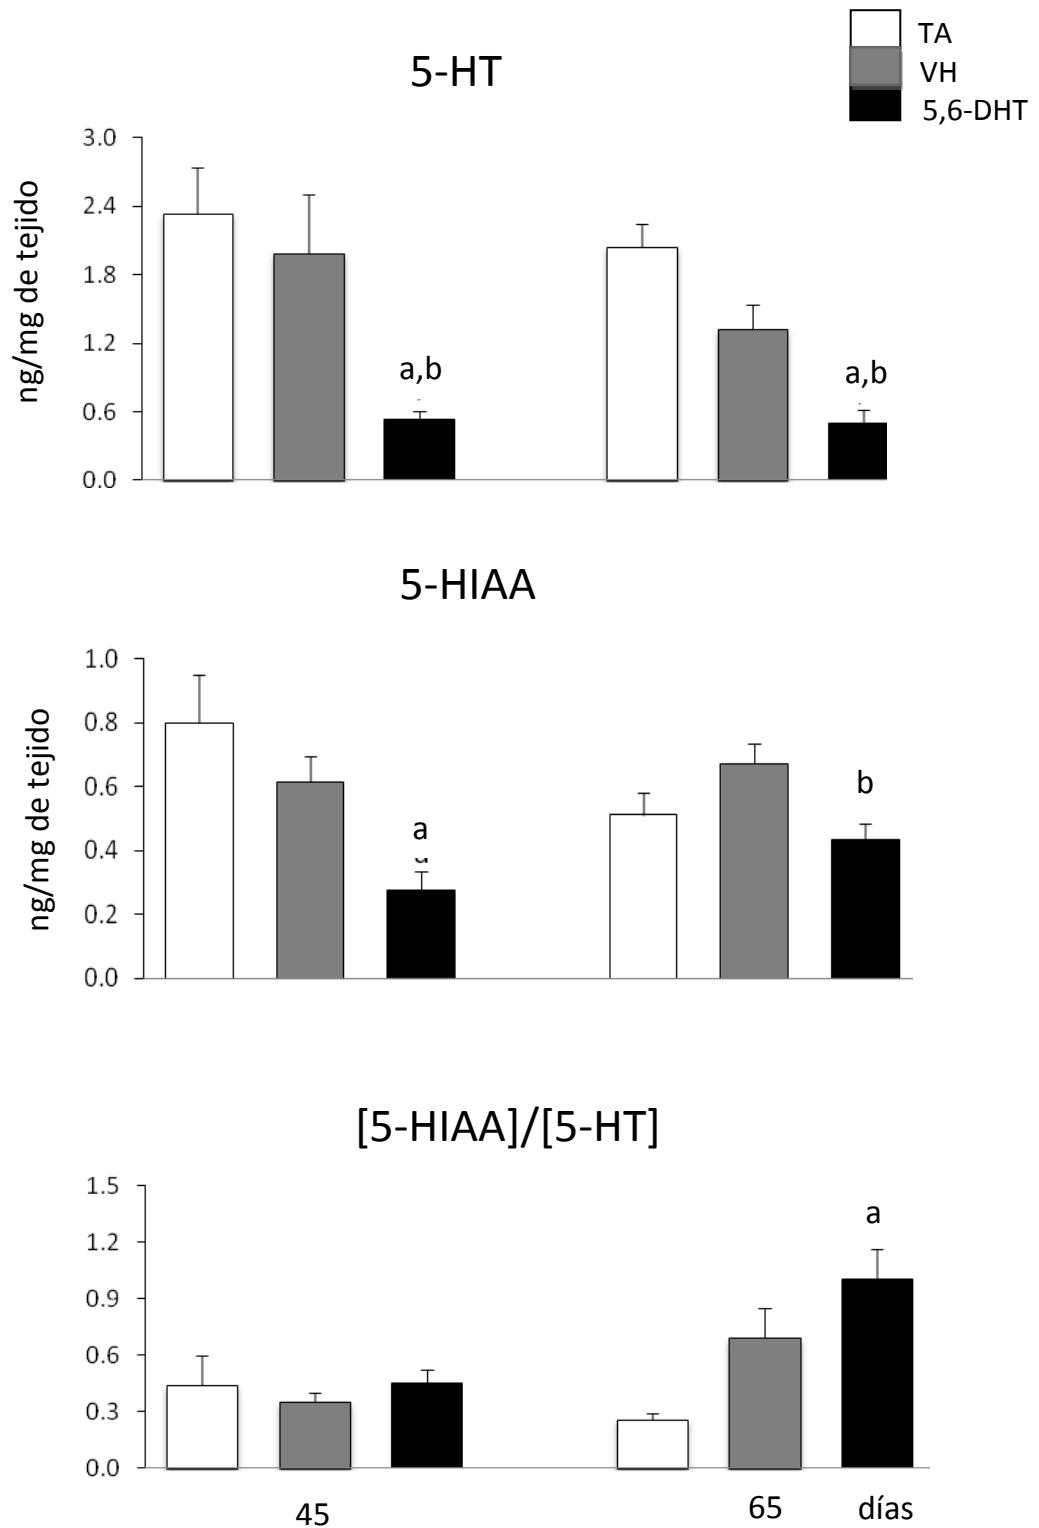 TA
VH
5,6-DHT
5-HT
ng/mg de tejido
3.0
2.4
1.8
1.2
0.6
0.0
a,b
a,b
5-HIAA
ng/mg de tejido
1.0
0.8
0.6
0.4
0.2
0.0
a
b
[5-HIAA]/[5-HT]
1.5
1.2
0.9
0.6
0.3
0.0
a
45 65 días